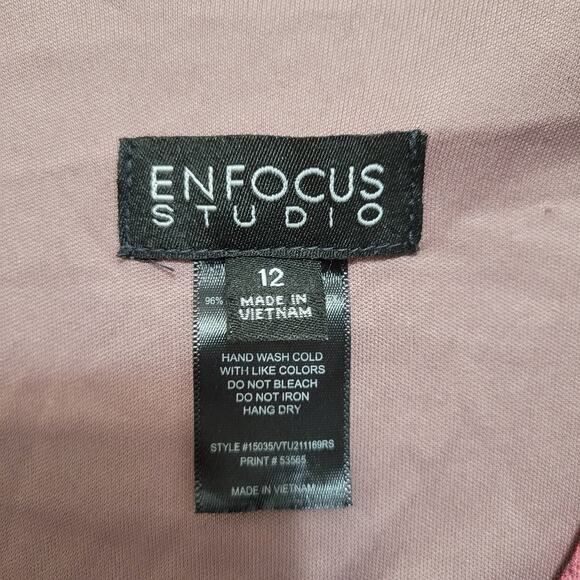 ENFOCUS
STUDIO
12
96%
MADE IN
VIETNAM
HAND WASH COLD
WITH LIKE COLORS
DO NOT BLEACH
DO NOT IRON
HANG DRY
STYLE #15035/VTU211169RS
PRINT # 53565
MADE IN VIETNAM